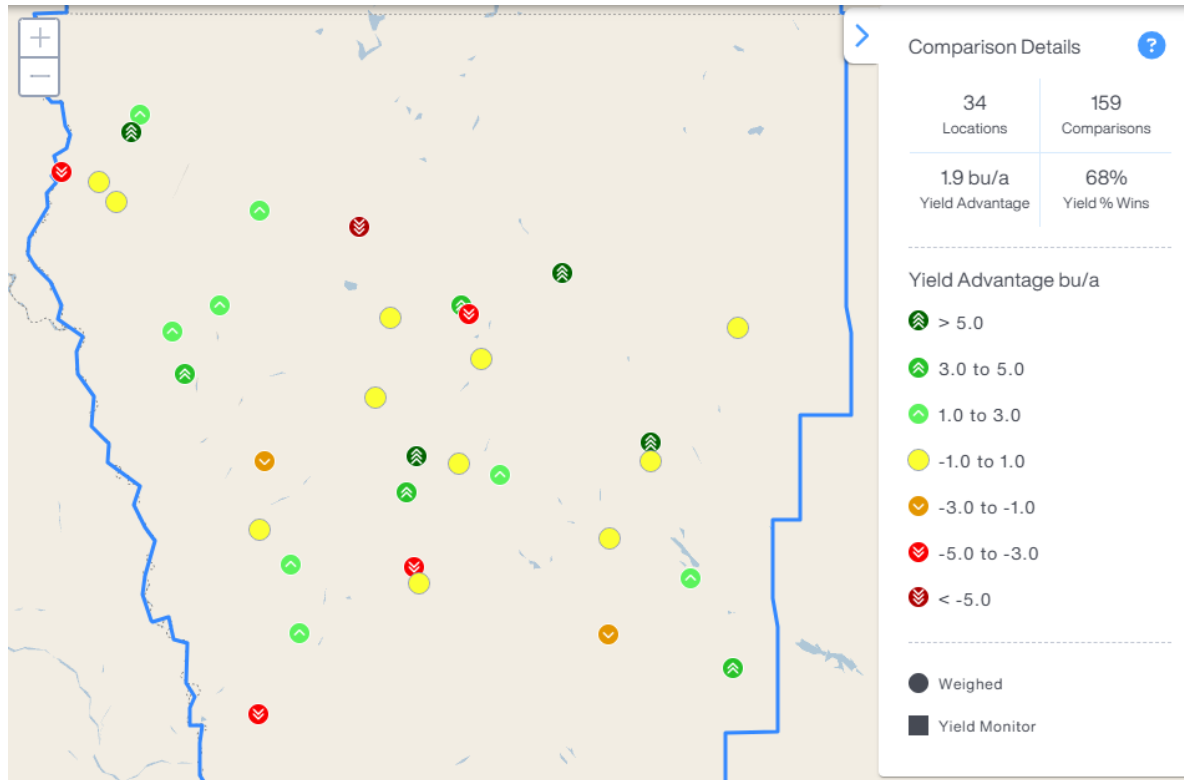 +
−
Comparison Details
?
34
Locations
159
Comparisons
1.9 bu/a
Yield Advantage
68%
Yield % Wins
Yield Advantage bu/a
> 5.0
3.0 to 5.0
1.0 to 3.0
-1.0 to 1.0
-3.0 to -1.0
-5.0 to -3.0
< -5.0
Weighed
Yield Monitor